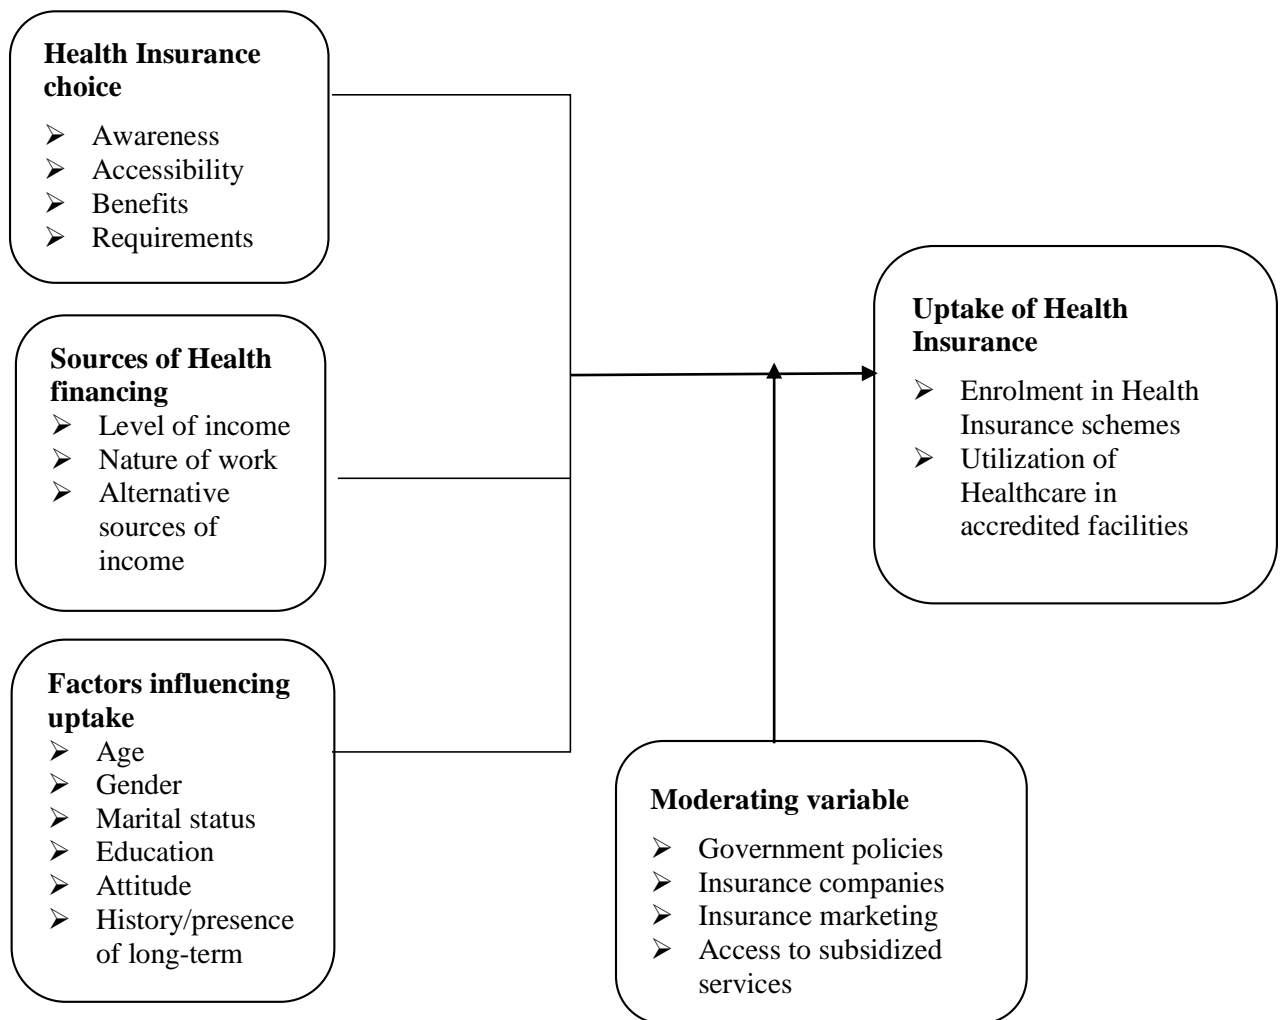 Health Insurance
choice
➢ Awareness
➢ Accessibility
➢ Benefits
➢ Requirements
Sources of Health
financing
➢ Level of income
➢ Nature of work
➢ Alternative
sources of
income
Factors influencing
uptake
➢ Age
➢ Gender
➢ Marital status
➢ Education
➢ Attitude
➢ History/presence
of long-term
Uptake of Health
Insurance
➢ Enrolment in Health
Insurance schemes
➢ Utilization of
Healthcare in
accredited facilities
Moderating variable
➢ Government policies
➢ Insurance companies
➢ Insurance marketing
➢ Access to subsidized
services